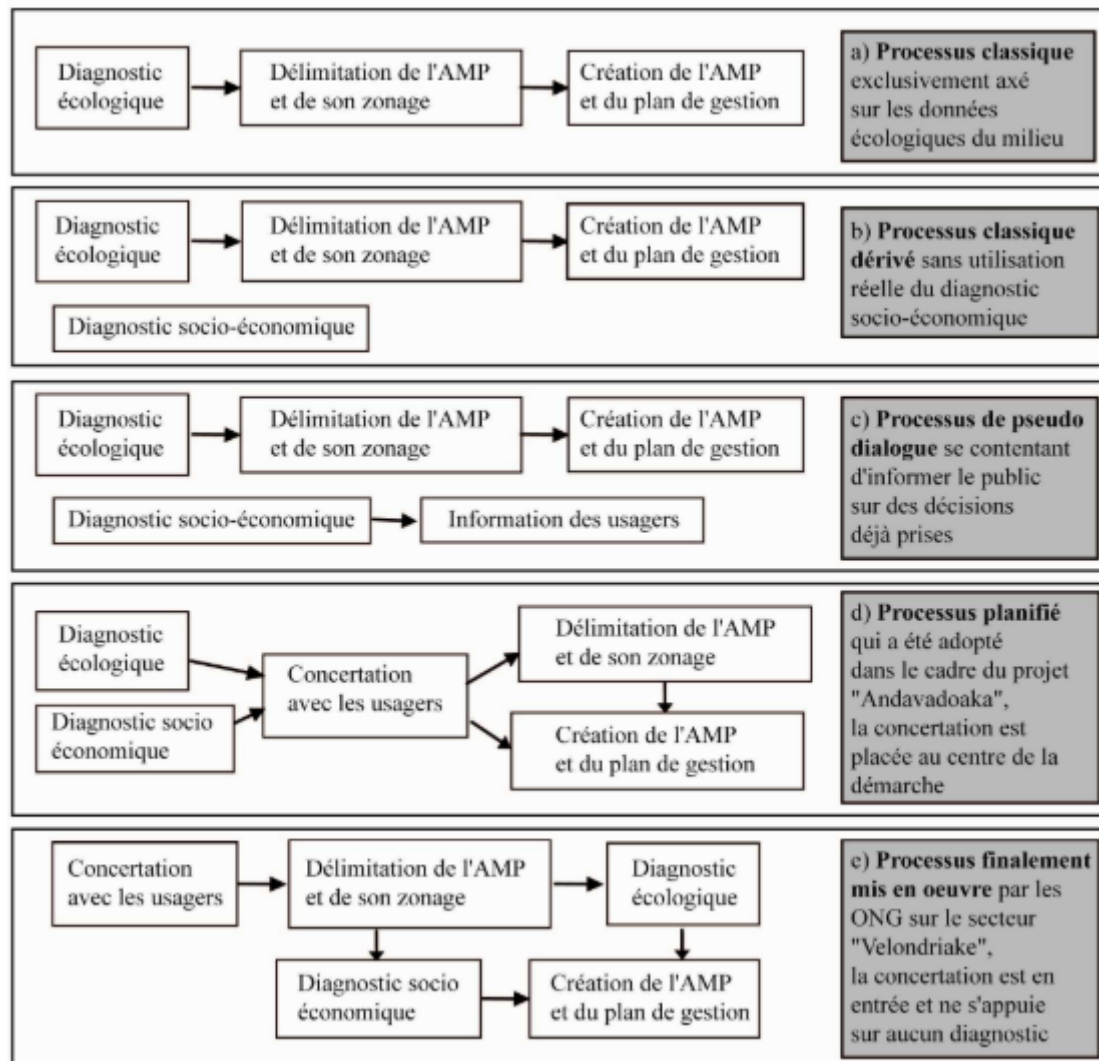 Diagnostic
écologique
Délimitation de l'AMP
et de son zonage
Création de l'AMP
et du plan de gestion
a) Processus classique
exclusivement axé
sur les données
écologiques du milieu
Diagnostic
écologique
Délimitation de l'AMP
et de son zonage
Création de l'AMP
et du plan de gestion
Diagnostic socio-économique
b) Processus classique
dérivé sans utilisation
réelle du diagnostic
socio-économique
Diagnostic
écologique
Délimitation de l'AMP
et de son zonage
Création de l'AMP
et du plan de gestion
Diagnostic socio-économique
Information des usagers
c) Processus de pseudo
dialogue se contentant
d'informer le public
sur des décisions
déjà prises
Diagnostic
écologique
Diagnostic socio
économique
Concertation
avec les usagers
Délimitation de l'AMP
et de son zonage
Création de l'AMP
et du plan de gestion
d) Processus planifié
qui a été adopté
dans le cadre du projet
"Andavadoaka",
la concertation est
placée au centre de la
démarche
Concertation
avec les usagers
Délimitation de l'AMP
et de son zonage
Diagnostic
écologique
Diagnostic socio
économique
Création de l'AMP
et du plan de gestion
e) Processus finalement
mis en oeuvre par les
ONG sur le secteur
"Velondriake",
la concertation est en
entrée et ne s'appuie
sur aucun diagnostic